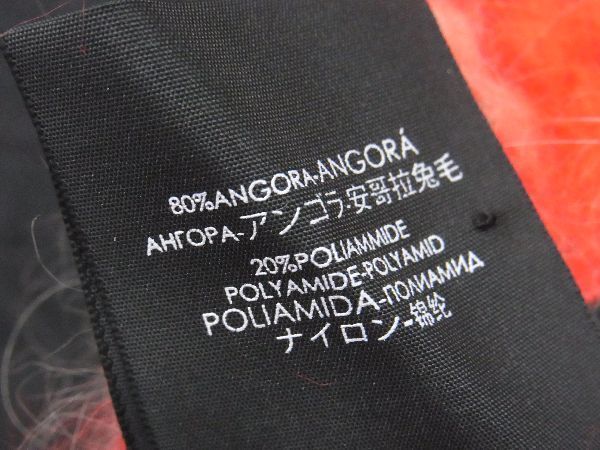 80%ANGORA-ANGORÁ
АНГОРА-アンゴラ-安哥拉兔毛
20%POLIAMMIDE
POLYAMIDE-POLYAMID
POLIAMIDA-ПОЛИАМИД
ナイロン-锦纶